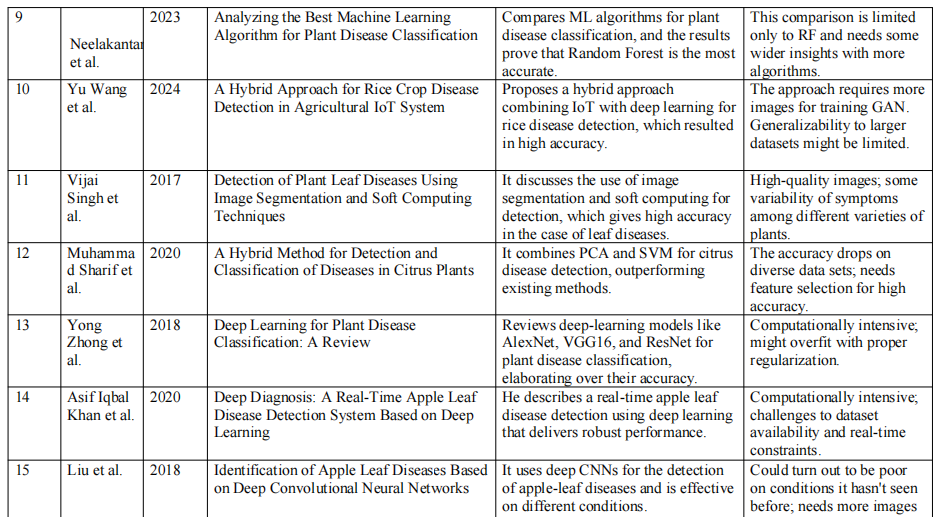 9
Neelakantan
et al.
2023
Analyzing the Best Machine Learning
Algorithm for Plant Disease Classification
Compares ML algorithms for plant
disease classification, and the results
prove that Random Forest is the most
accurate.
This comparison is limited
only to RF and needs some
wider insights with more
algorithms.
10
Yu Wang
et al.
2024
A Hybrid Approach for Rice Crop Disease
Detection in Agricultural IoT System
Proposes a hybrid approach
combining IoT with deep learning for
rice disease detection, which resulted
in high accuracy.
The approach requires more
images for training GAN.
Generalizability to larger
datasets might be limited.
11
Vijai
Singh et
al.
2017
Detection of Plant Leaf Diseases Using
Image Segmentation and Soft Computing
Techniques
It discusses the use of image
segmentation and soft computing for
detection, which gives high accuracy
in the case of leaf diseases.
High-quality images; some
variability of symptoms
among different varieties of
plants.
12
Muhamma
d Sharif et
al.
2020
A Hybrid Method for Detection and
Classification of Diseases in Citrus Plants
It combines PCA and SVM for citrus
disease detection, outperforming
existing methods.
The accuracy drops on
diverse data sets; needs
feature selection for high
accuracy.
13
Yong
Zhong et
al.
2018
Deep Learning for Plant Disease
Classification: A Review
Reviews deep-learning models like
AlexNet, VGG16, and ResNet for
plant disease classification,
elaborating over their accuracy.
Computationally intensive;
might overfit with proper
regularization.
14
Asif Iqbal
Khan et al.
2020
Deep Diagnosis: A Real-Time Apple Leaf
Disease Detection System Based on Deep
Learning
He describes a real-time apple leaf
disease detection using deep learning
that delivers robust performance.
Computationally intensive;
challenges to dataset
availability and real-time
constraints.
15
Liu et al.
2018
Identification of Apple Leaf Diseases Based
on Deep Convolutional Neural Networks
It uses deep CNNs for the detection
of apple-leaf diseases and is effective
on different conditions.
Could turn out to be poor
on conditions it hasn't seen
before; needs more images